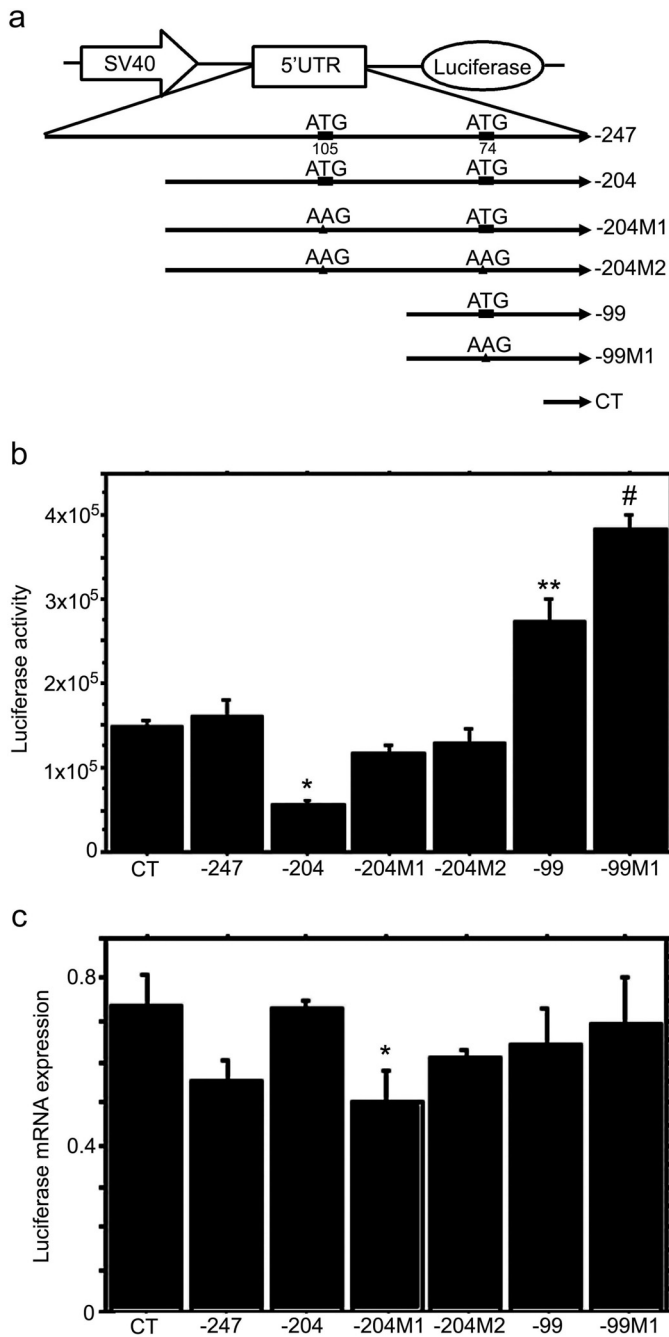 a
SV40 5'UTR Luciferase
ATG ATG -247
105 74
ATG ATG -204
AAG ATG -204M1
AAG AAG -204M2
ATG -99
AAG -99M1
CT
b
Luciferase activity
4x10⁵
3x10⁵
2x10⁵
1x10⁵
0
* ** #
CT -247 -204 -204M1 -204M2 -99 -99M1
c
Luciferase mRNA expression
0.8
0.4
0
*
CT -247 -204 -204M1 -204M2 -99 -99M1